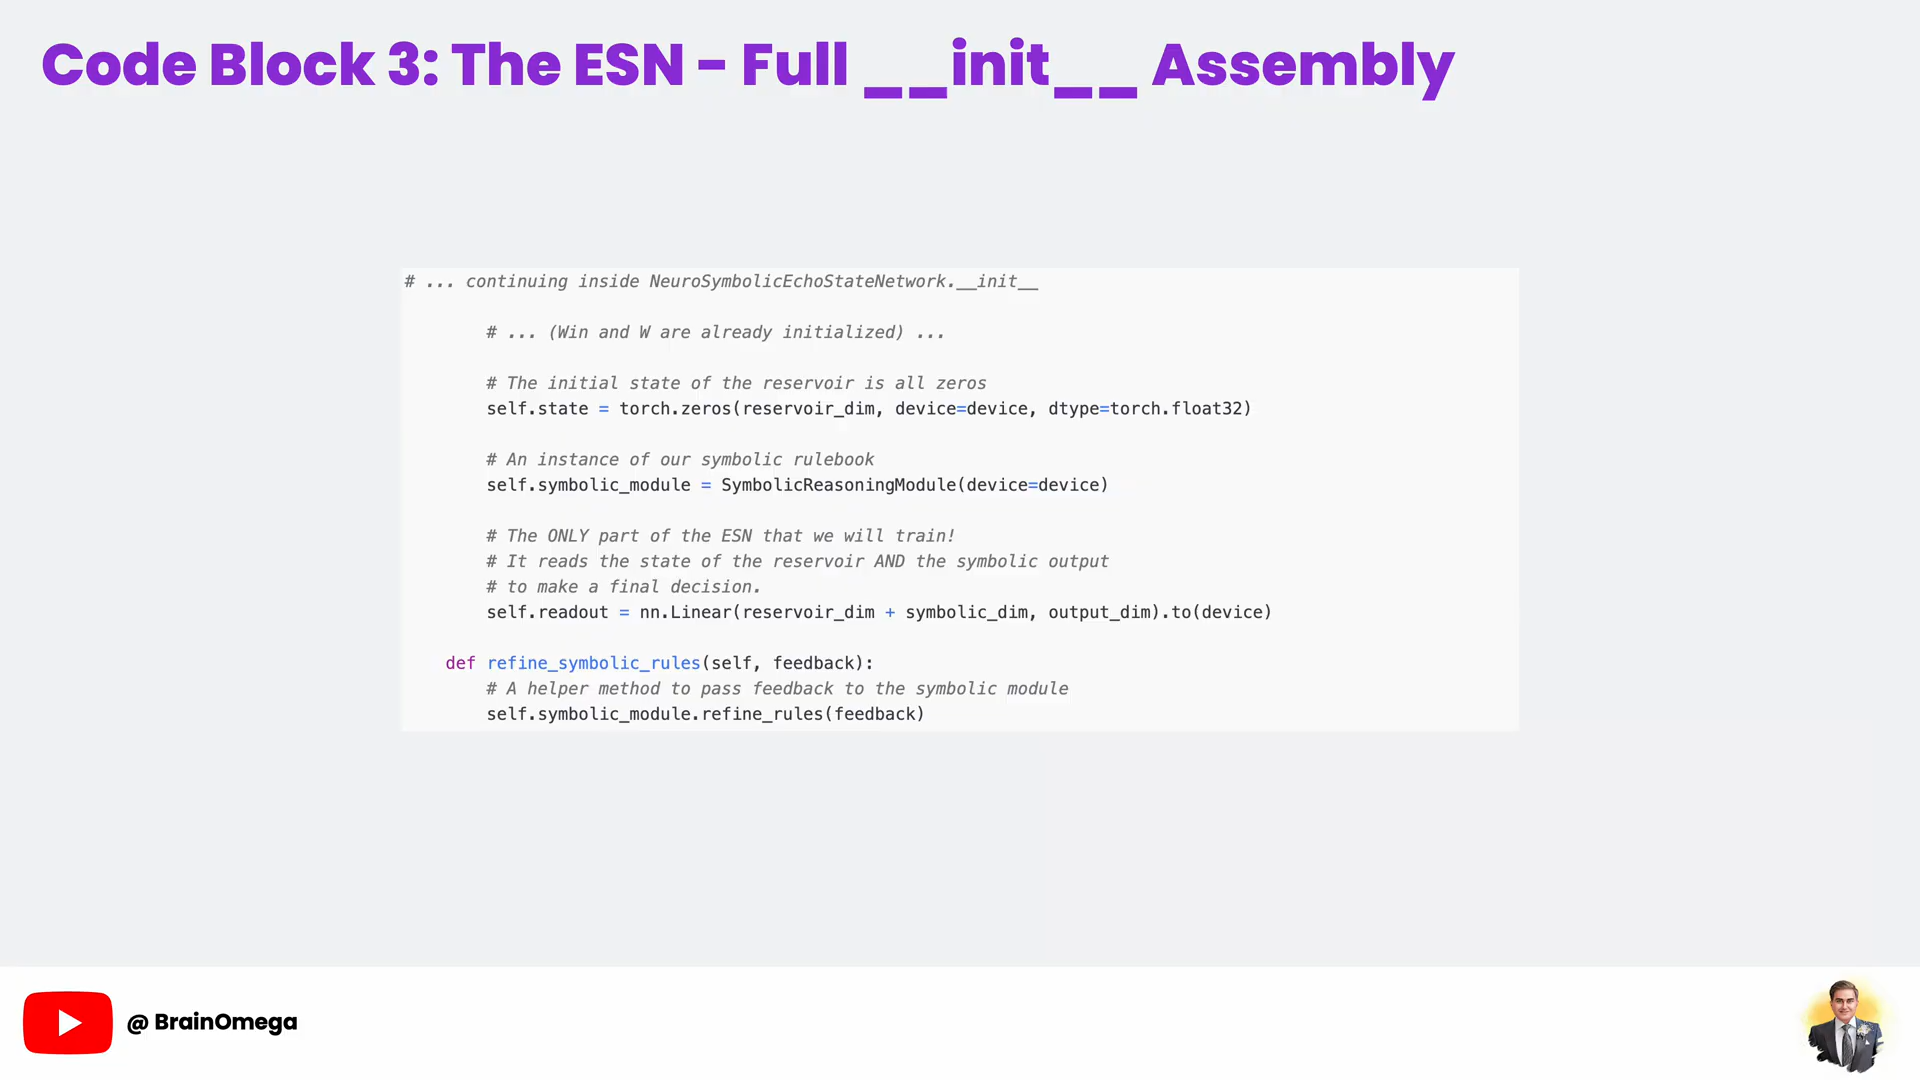 Code Block 3: The ESN - Full __init__ Assembly
# ... continuing inside NeuroSymbolicEchoStateNetwork.__init__
# ... (Win and W are already initialized) ...
# The initial state of the reservoir is all zeros
self.state = torch.zeros(reservoir_dim, device=device, dtype=torch.float32)
# An instance of our symbolic rulebook
self.symbolic_module = SymbolicReasoningModule(device=device)
# The ONLY part of the ESN that we will train!
# It reads the state of the reservoir AND the symbolic output
# to make a final decision.
self.readout = nn.Linear(reservoir_dim + symbolic_dim, output_dim).to(device)
def refine_symbolic_rules(self, feedback):
# A helper method to pass feedback to the symbolic module
self.symbolic_module.refine_rules(feedback)
@ BrainOmega